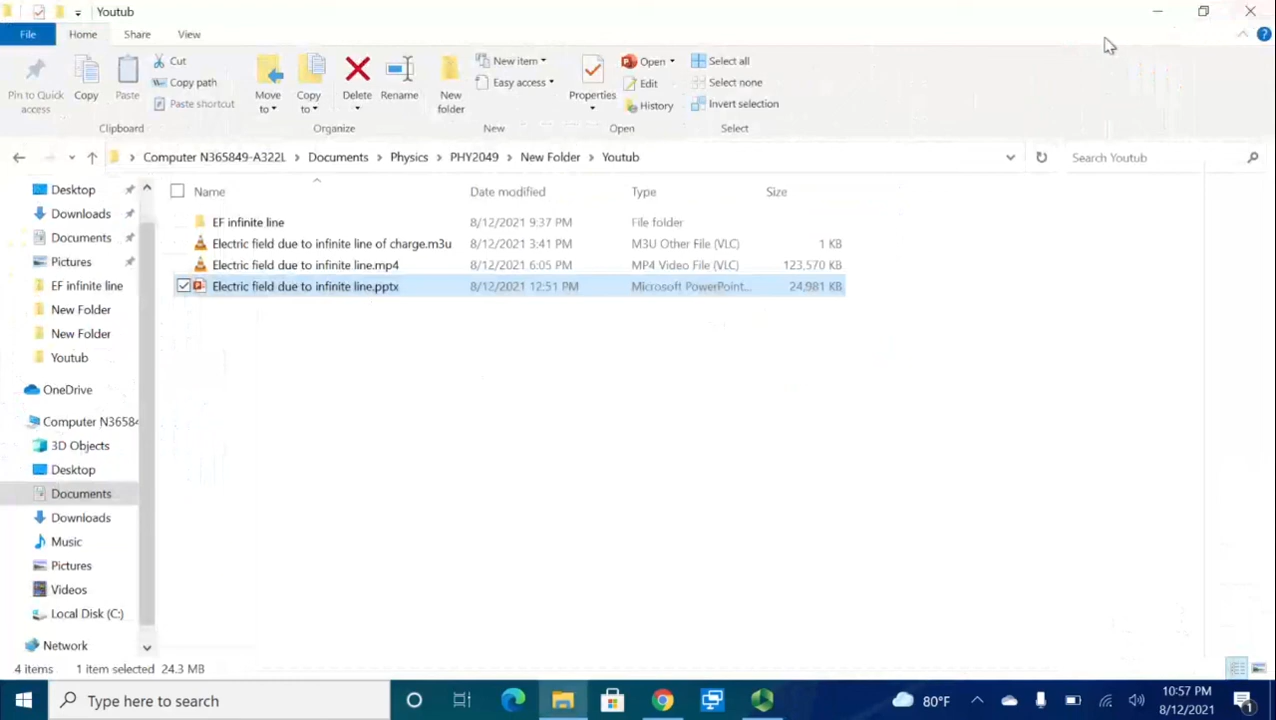 Youtub
File Home Share View
Pin to Quick access
Copy
Paste
Cut
Copy path
Paste shortcut
Clipboard
Move to
Copy to
Delete
Rename
Organize
New folder
New item
Easy access
New
Properties
Open
Edit
History
Open
Select all
Select none
Invert selection
Select
Computer N365849-A322L > Documents > Physics > PHY2049 > New Folder > Youtub
Search Youtub
Name Date modified Type Size
EF infinite line 8/12/2021 9:37 PM File folder
Electric field due to infinite line of charge.m3u 8/12/2021 3:41 PM M3U Other File (VLC) 1 KB
Electric field due to infinite line.mp4 8/12/2021 6:05 PM MP4 Video File (VLC) 123,570 KB
Electric field due to infinite line.pptx 8/12/2021 12:51 PM Microsoft PowerPoint... 24,981 KB
Desktop
Downloads
Documents
Pictures
EF infinite line
New Folder
New Folder
Youtub
OneDrive
Computer N36584
3D Objects
Desktop
Documents
Downloads
Music
Pictures
Videos
Local Disk (C:)
Network
4 items 1 item selected 24.3 MB
Type here to search
80°F
10:57 PM
8/12/2021
1